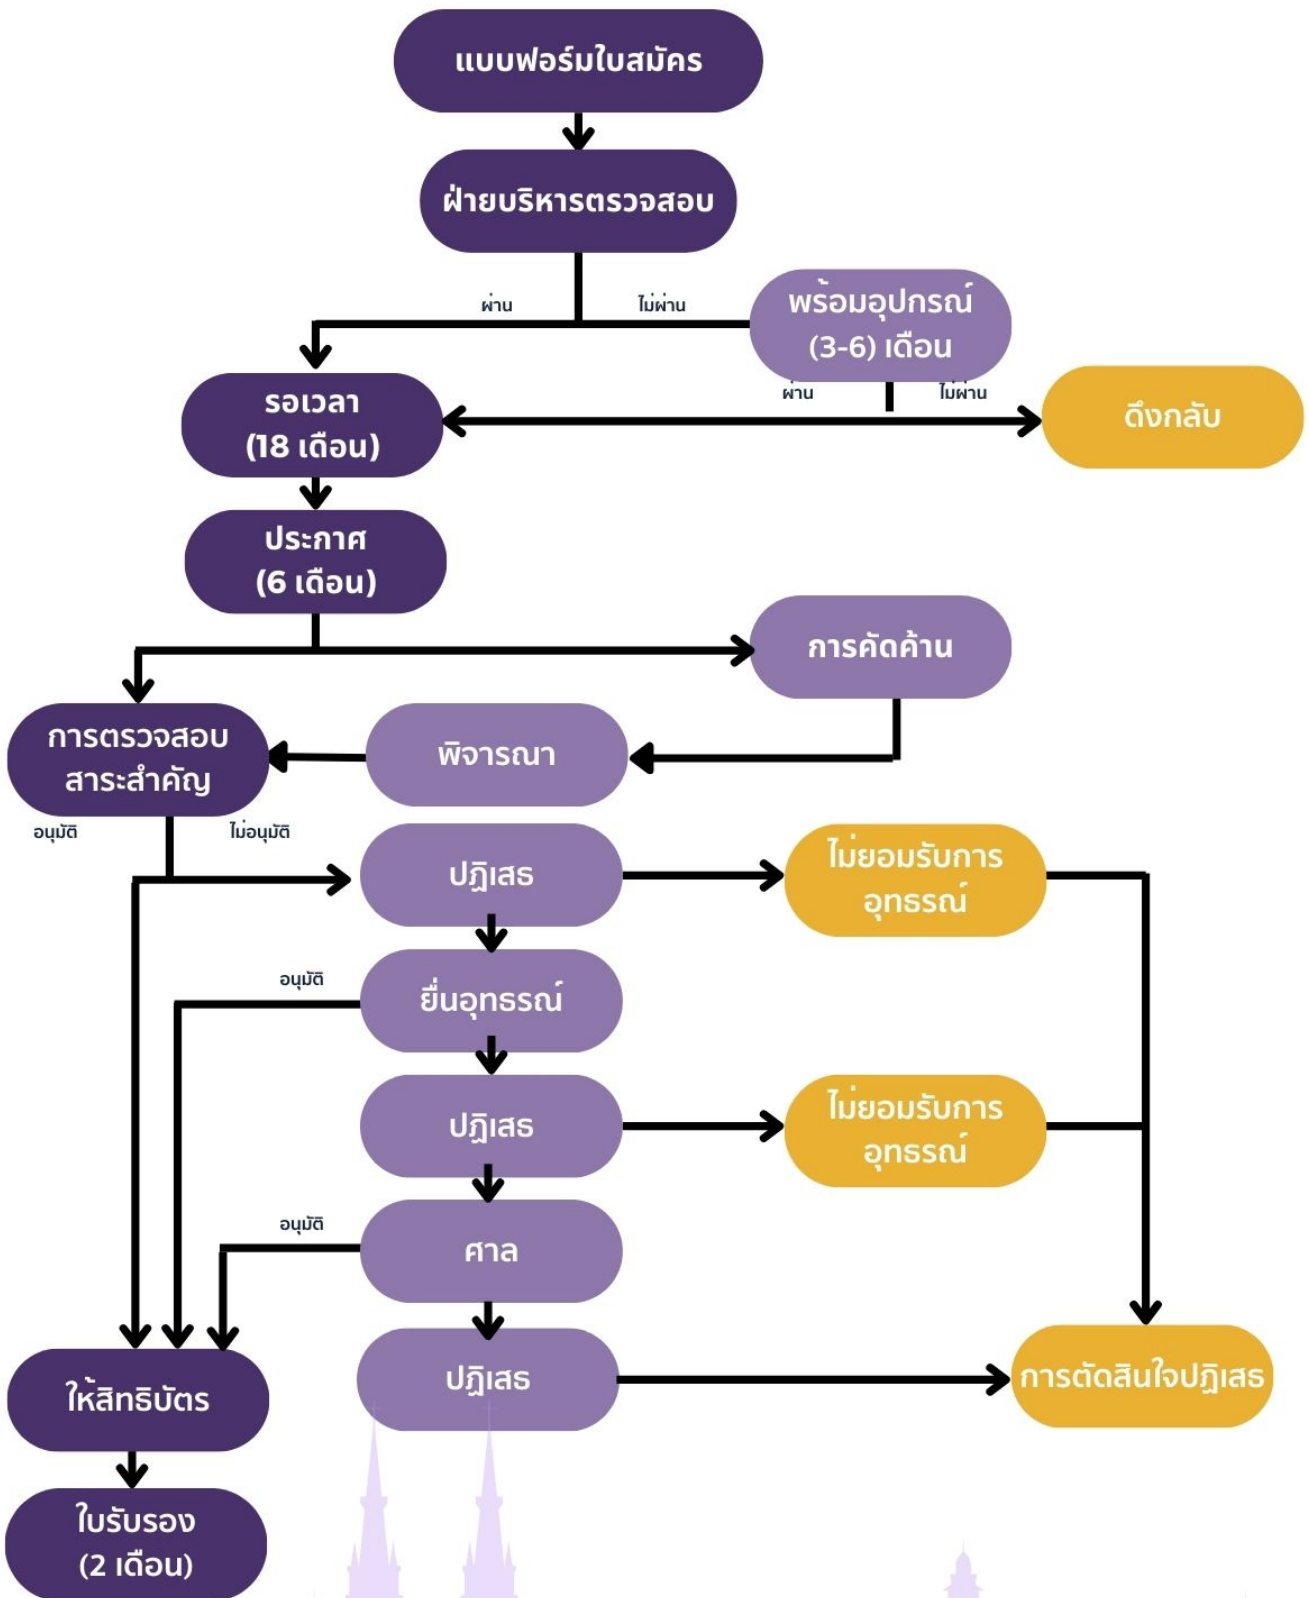 แบบฟอร์มใบสมัคร
ฝ่ายบริหารตรวจสอบ
ผ่าน
ไม่ผ่าน
พร้อมอุปกรณ์
(3-6) เดือน
ผ่าน
ไม่ผ่าน
รอเวลา
(18 เดือน)
ดึงกลับ
ประกาศ
(6 เดือน)
การคัดค้าน
การตรวจสอบ
สาระสำคัญ
พิจารณา
อนุมัติ
ไม่อนุมัติ
ปฏิเสธ
ไม่ยอมรับการ
อุทธรณ์
อนุมัติ
ยื่นอุทธรณ์
ปฏิเสธ
ไม่ยอมรับการ
อุทธรณ์
อนุมัติ
ศาล
ให้สิทธิบัตร
ปฏิเสธ
การตัดสินใจปฏิเสธ
ใบรับรอง
(2 เดือน)